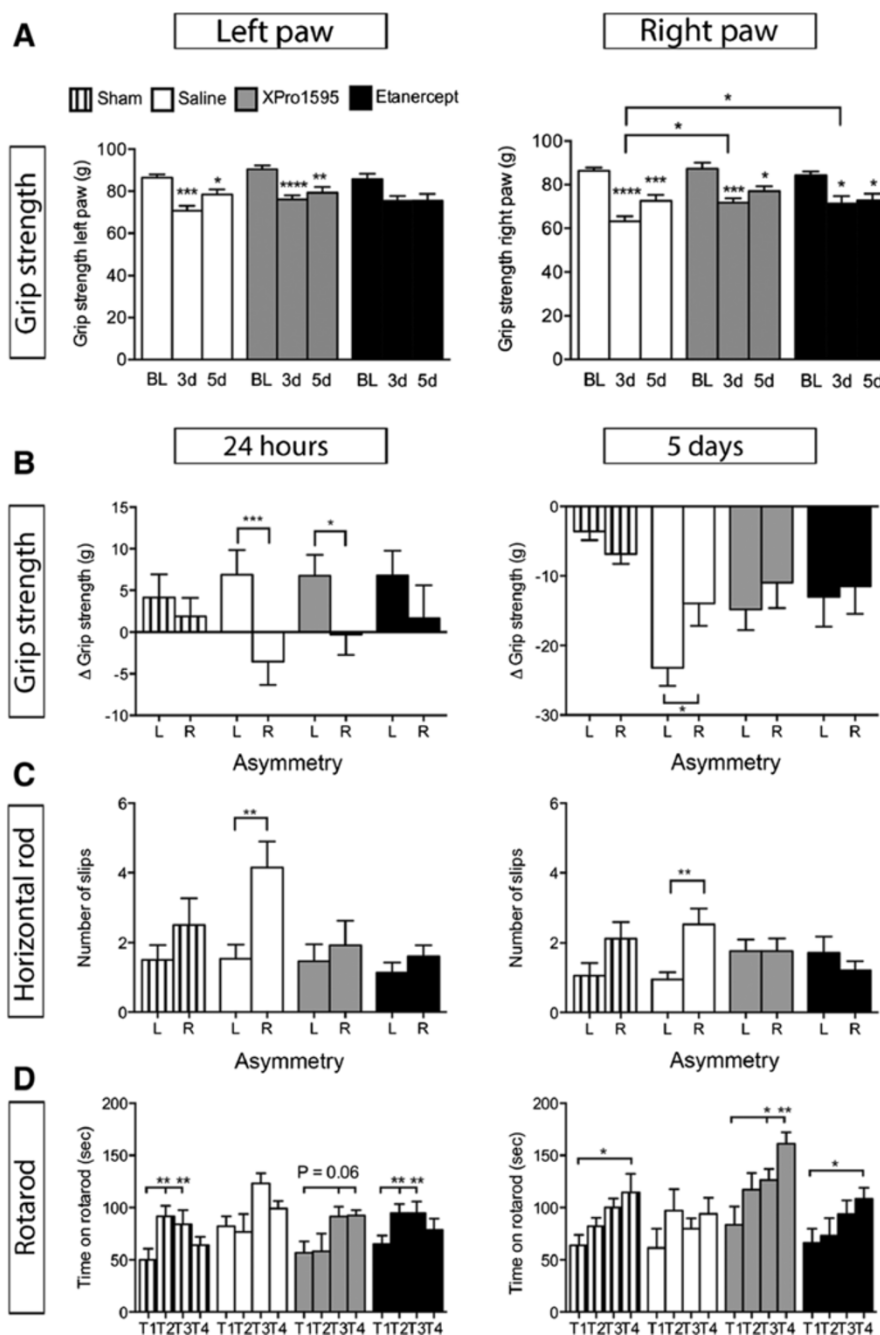 A
Left paw
Right paw
Sham Saline XPro1595 Etanercept
Grip strength
Grip strength left paw (g)
100
80
60
40
20
0
*** * **** **
BL 3d 5d BL 3d 5d BL 3d 5d
Grip strength right paw (g)
100
80
60
40
20
0
*
*
**** *** *** * * *
BL 3d 5d BL 3d 5d BL 3d 5d
B
24 hours
5 days
Grip strength
Δ Grip strength (g)
15
10
5
0
-5
-10
*** *
L R L R L R L R
Asymmetry
Δ Grip strength (g)
0
-10
-20
-30
*
L R L R L R L R
Asymmetry
C
Horizontal rod
Number of slips
6
4
2
0
**
L R L R L R L R
Asymmetry
Number of slips
6
4
2
0
**
L R L R L R L R
Asymmetry
D
Rotarod
Time on rotarod (sec)
200
150
100
50
0
** ** P = 0.06 ** **
T1T2T3T4 T1T2T3T4 T1T2T3T4 T1T2T3T4
Time on rotarod (sec)
200
150
100
50
0
* * ** *
T1T2T3T4 T1T2T3T4 T1T2T3T4 T1T2T3T4